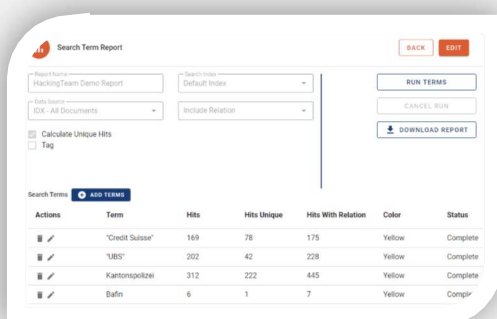 Search Term Report
BACK
EDIT
Report Name
HackingTeam Demo Report
Search Index
Default Index
RUN TERMS
Data Source
IDX - All Documents
Include Relation
CANCEL RUN
Calculate Unique Hits
DOWNLOAD REPORT
Tag
Search Terms
ADD TERMS
Actions Term Hits Hits Unique Hits With Relation Color Status
"Credit Suisse" 169 78 175 Yellow Complete
"UBS" 202 42 228 Yellow Complete
Kantonspolizei 312 222 445 Yellow Complete
Bafin 6 1 7 Yellow